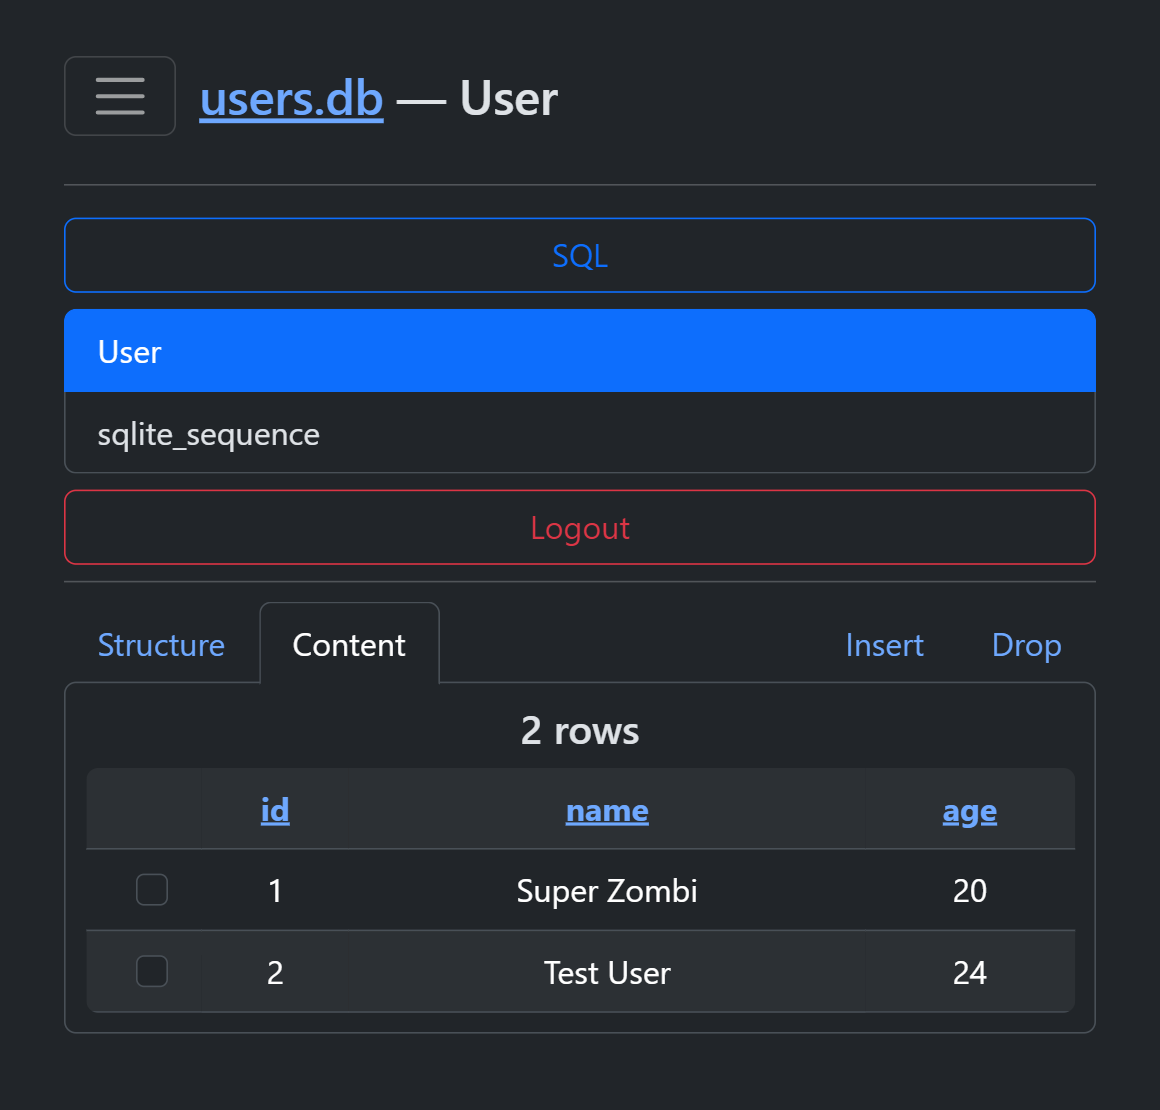 users.db — User
SQL
User
sqlite_sequence
Logout
Structure Content Insert Drop
2 rows
id name age
1 Super Zombi 20
2 Test User 24